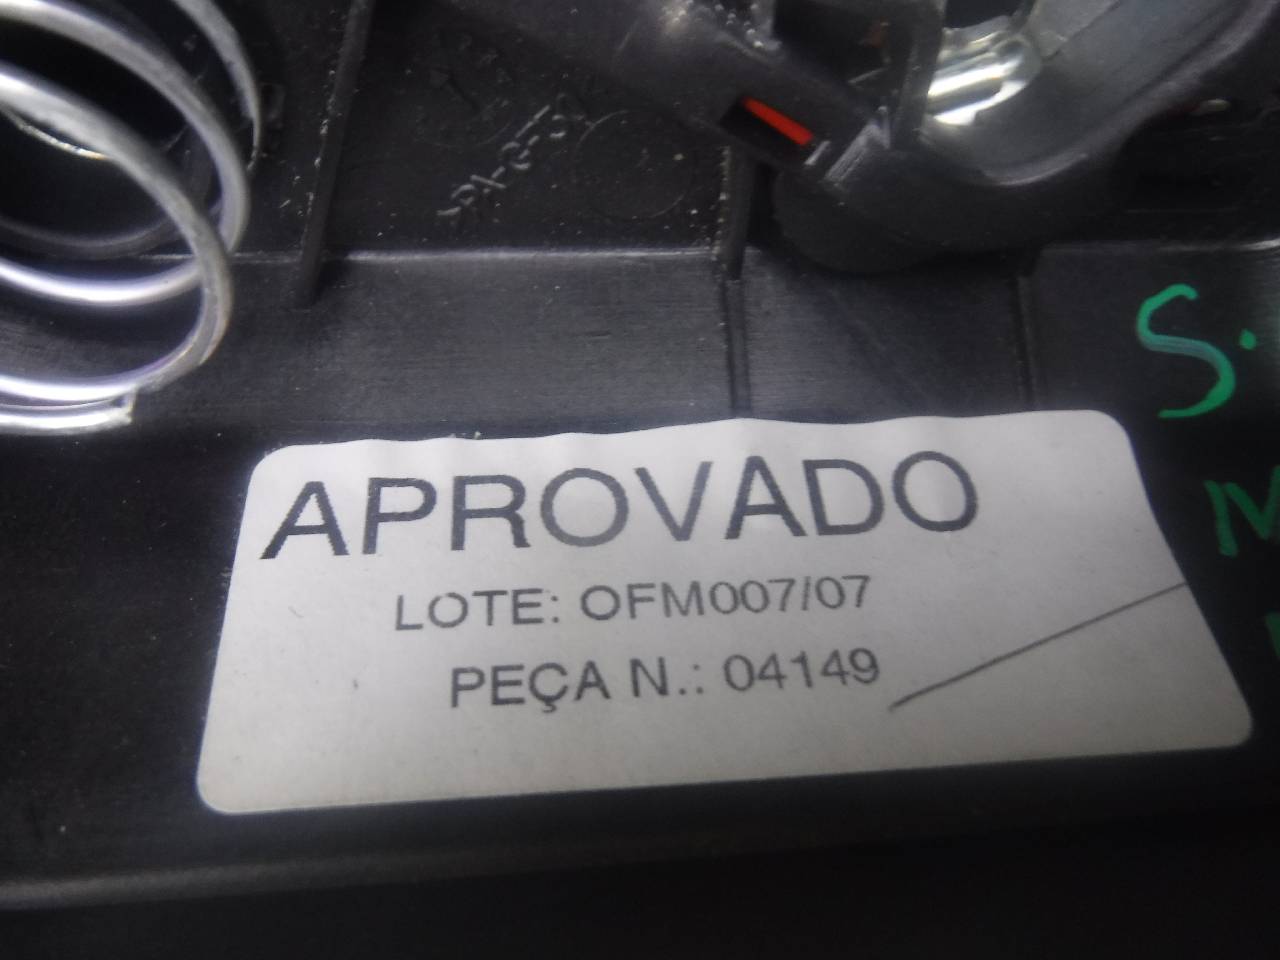 S.
APROVADO
LOTE: OFM007/07
PEÇA N.: 04149